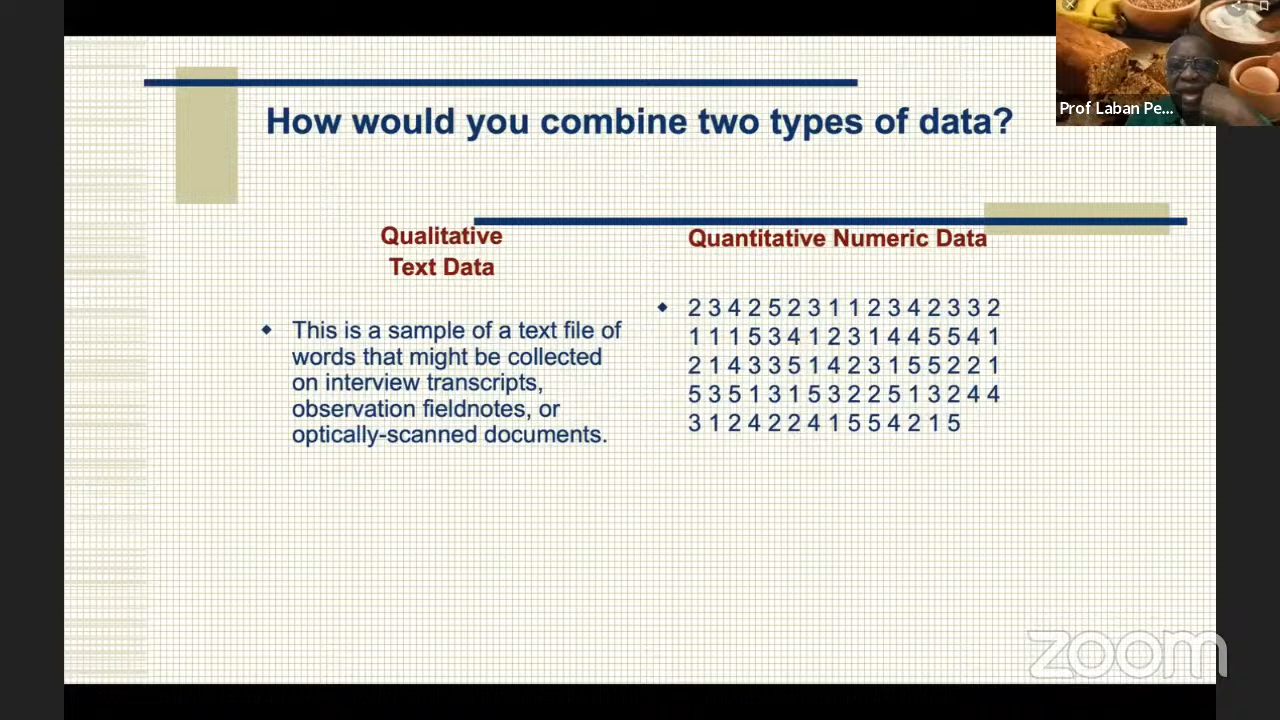 Prof Laban Pe...
How would you combine two types of data?
Qualitative
Text Data
This is a sample of a text file of
words that might be collected
on interview transcripts,
observation fieldnotes, or
optically-scanned documents.
Quantitative Numeric Data
2 3 4 2 5 2 3 1 1 2 3 4 2 3 3 2
1 1 1 5 3 4 1 2 3 1 4 4 5 5 4 1
2 1 4 3 3 5 1 4 2 3 1 5 5 2 2 1
5 3 5 1 3 1 5 3 2 2 5 1 3 2 4 4
3 1 2 4 2 2 4 1 5 5 4 2 1 5
zoom